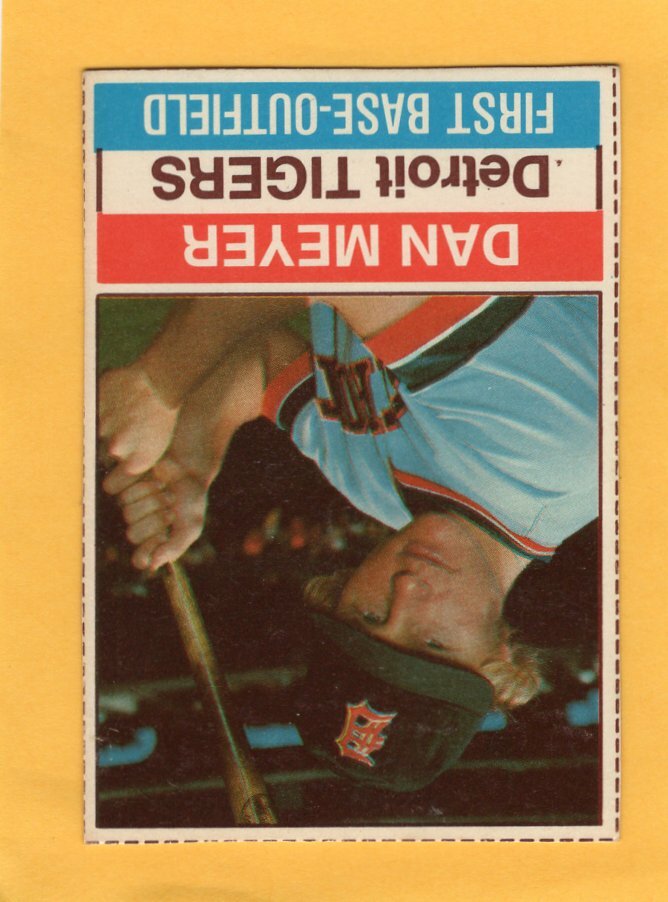 DAN MEYER
Detroit TIGERS
FIRST BASE-OUTFIELD